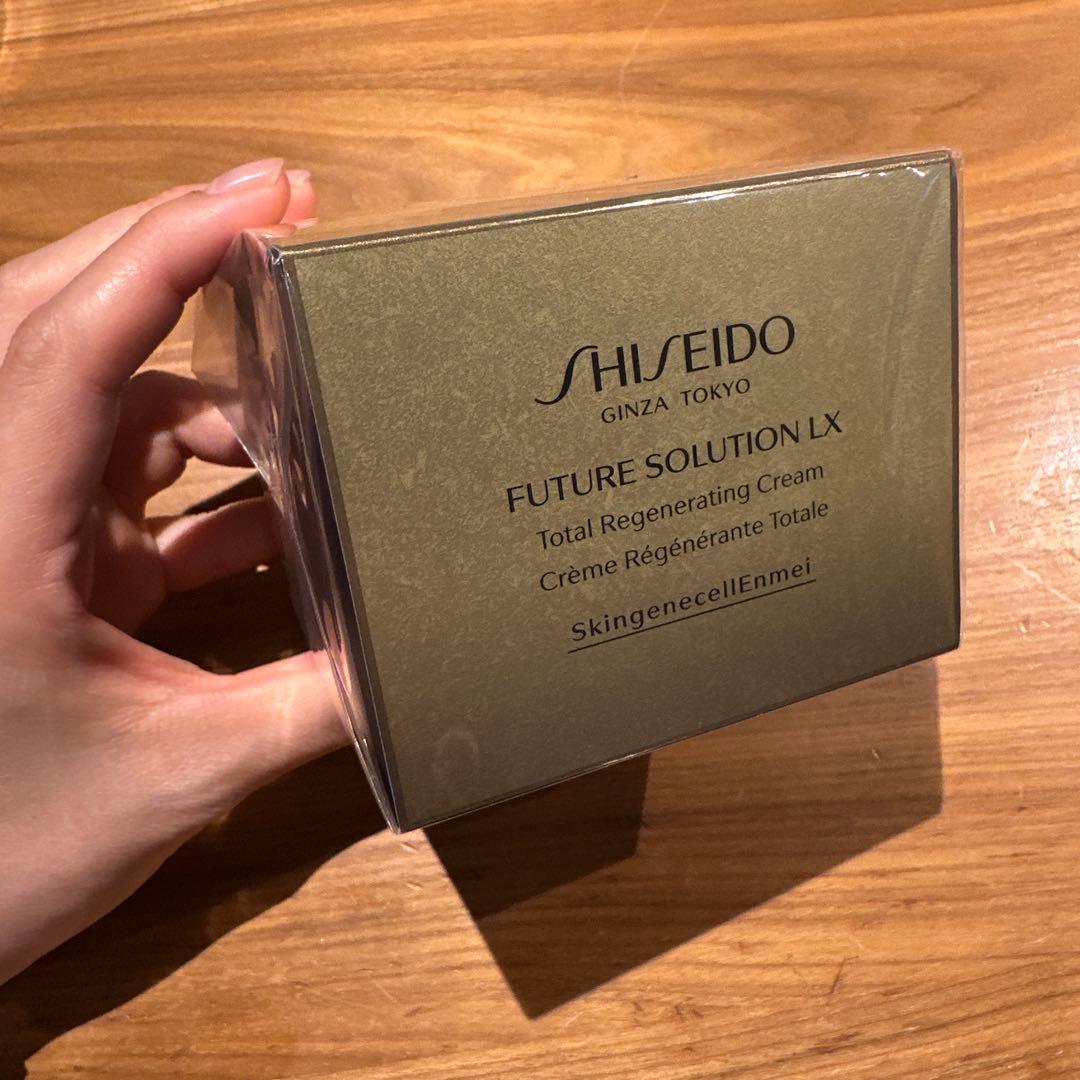 SHISEIDO
GINZA TOKYO
FUTURE SOLUTION LX
Total Regenerating Cream
Crème Régénérante Totale
SkingenecellEnmei